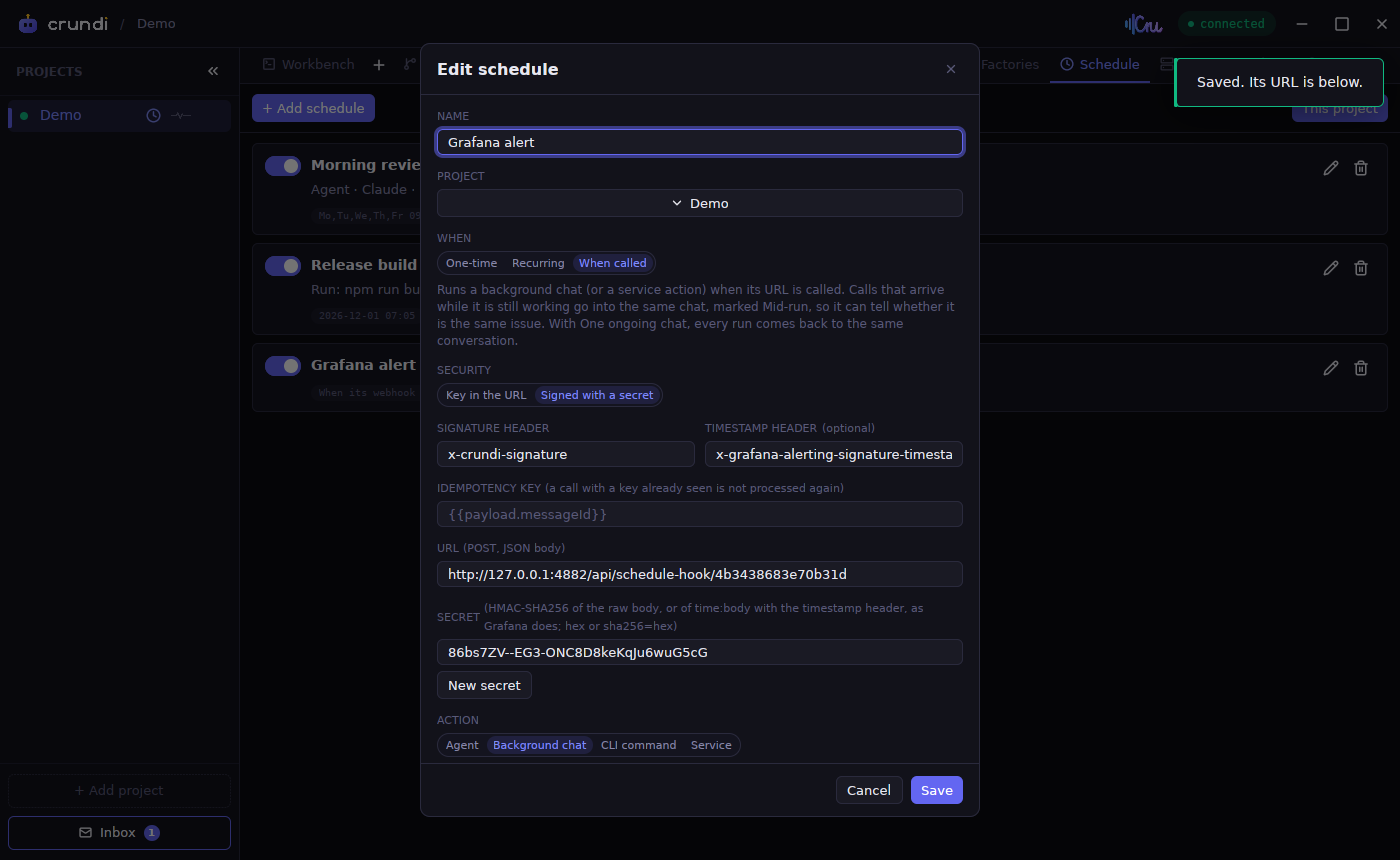 crundi / Demo
Cru
connected
PROJECTS
Workbench
Factories
Schedule
Saved. Its URL is below.
Demo
+ Add schedule
This project
Morning revie
Agent · Claude ·
Mo,Tu,We,Th,Fr 09
Release build
Run: npm run bu
2026-12-01 07:05
Grafana alert
When its webhook
+ Add project
Inbox 1
Edit schedule
NAME
Grafana alert
PROJECT
Demo
WHEN
One-time Recurring When called
Runs a background chat (or a service action) when its URL is called. Calls that arrive
while it is still working go into the same chat, marked Mid-run, so it can tell whether it
is the same issue. With One ongoing chat, every run comes back to the same
conversation.
SECURITY
Key in the URL Signed with a secret
SIGNATURE HEADER TIMESTAMP HEADER (optional)
x-crundi-signature x-grafana-alerting-signature-timesta
IDEMPOTENCY KEY (a call with a key already seen is not processed again)
{{payload.messageId}}
URL (POST, JSON body)
http://127.0.0.1:4882/api/schedule-hook/4b3438683e70b31d
SECRET (HMAC-SHA256 of the raw body, or of time:body with the timestamp header, as
Grafana does; hex or sha256=hex)
86bs7ZV--EG3-ONC8D8keKqJu6wuG5cG
New secret
ACTION
Agent Background chat CLI command Service
Cancel Save